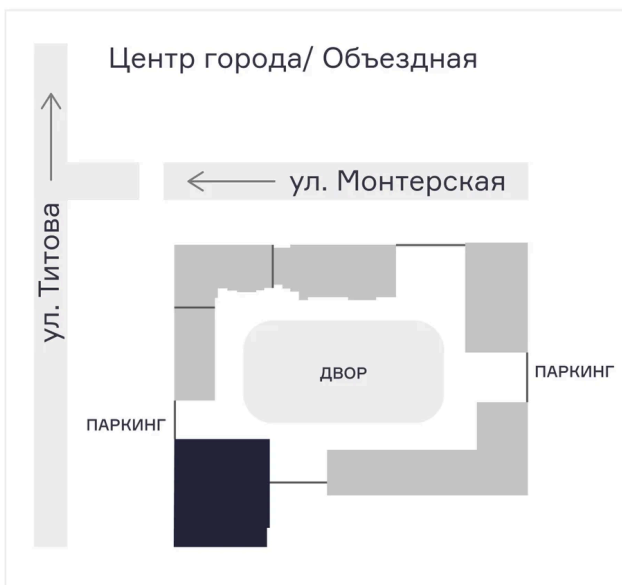 Центр города/ Объездная
ул. Монтерская
ул. Титова
ДВОР
ПАРКИНГ
ПАРКИНГ